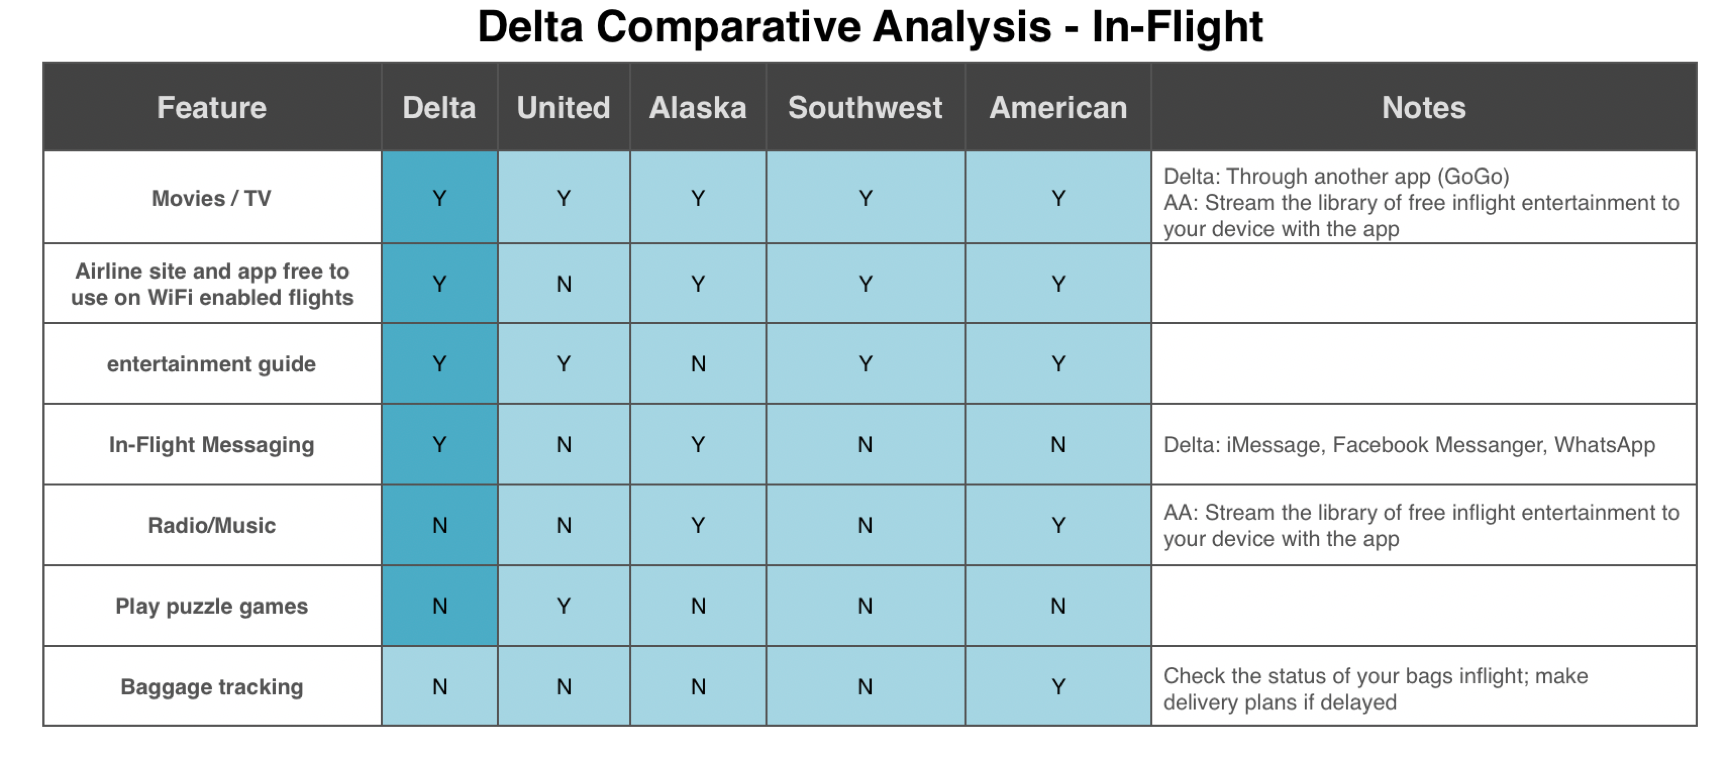 Delta Comparative Analysis - In-Flight
Feature Delta United Alaska Southwest American Notes
Movies / TV Y Y Y Y Y
Delta: Through another app (GoGo)
AA: Stream the library of free inflight entertainment to
your device with the app
Airline site and app free to
use on WiFi enabled flights
Y N Y Y Y
entertainment guide Y Y N Y Y
In-Flight Messaging Y N Y N N Delta: iMessage, Facebook Messanger, WhatsApp
Radio/Music N N Y N Y
AA: Stream the library of free inflight entertainment to
your device with the app
Play puzzle games N Y N N N
Baggage tracking N N N N Y
Check the status of your bags inflight; make
delivery plans if delayed